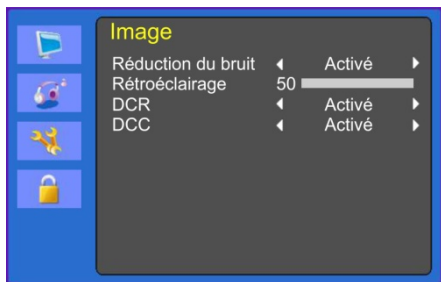 Image
Réduction du bruit Activé
Rétroéclairage 50
DCR Activé
DCC Activé